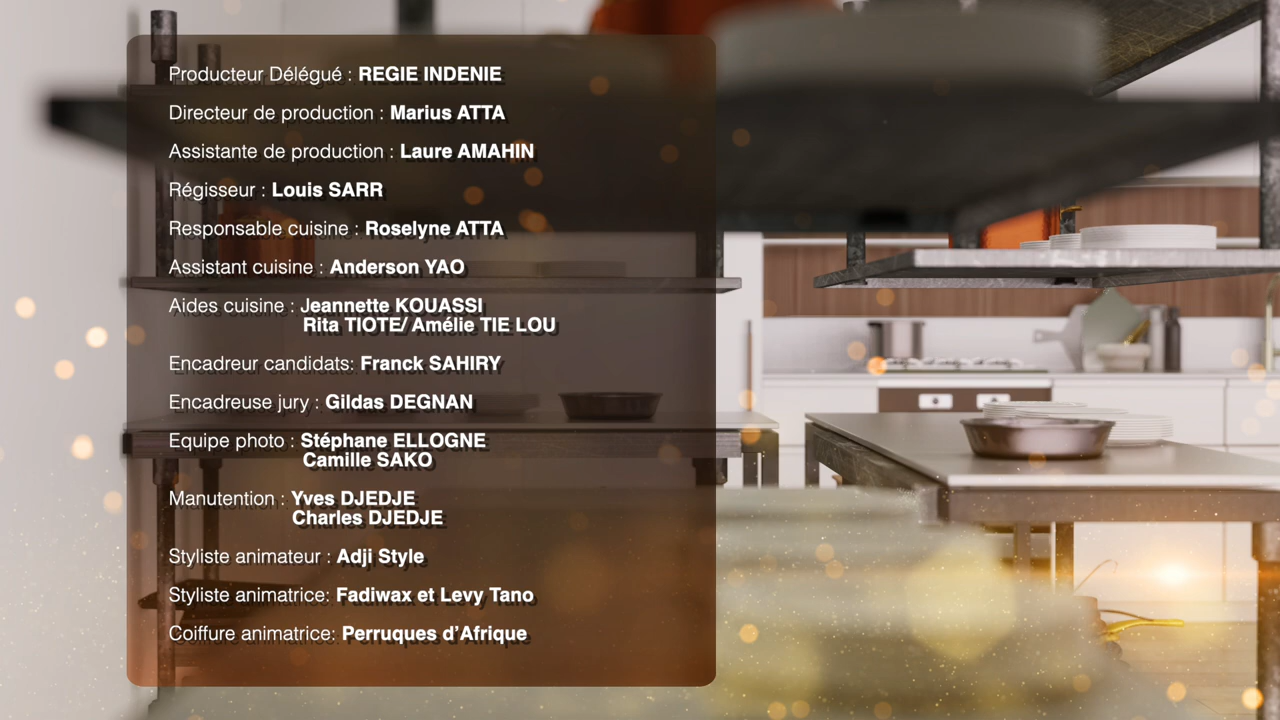 Producteur Délégué : REGIE INDENIE
Directeur de production : Marius ATTA
Assistante de production : Laure AMAHIN
Régisseur : Louis SARR
Responsable cuisine : Roselyne ATTA
Assistant cuisine : Anderson YAO
Aides cuisine : Jeannette KOUASSI
Rita TIOTE/ Amélie TIE LOU
Encadreur candidats: Franck SAHIRY
Encadreuse jury : Gildas DEGNAN
Equipe photo : Stéphane ELLOGNE
Camille SAKO
Manutention : Yves DJEDJE
Charles DJEDJE
Styliste animateur : Adji Style
Styliste animatrice: Fadiwax et Levy Tano
Coiffure animatrice: Perruques d’Afrique